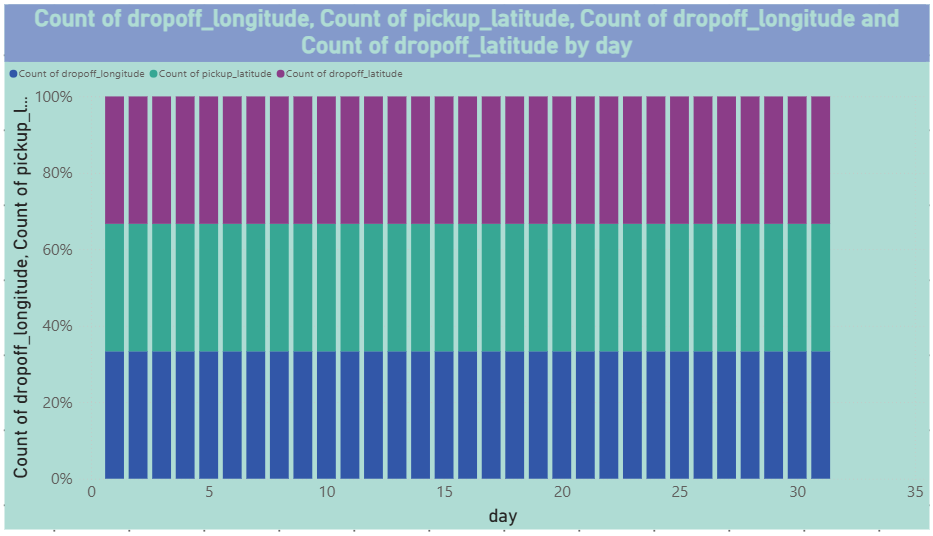 Count of dropoff_longitude, Count of pickup_latitude, Count of dropoff_longitude and
Count of dropoff_latitude by day
Count of dropoff_longitude Count of pickup_latitude Count of dropoff_latitude
Count of dropoff_longitude, Count of pickup_l...
100%
80%
60%
40%
20%
0%
0 5 10 15 20 25 30 35
day